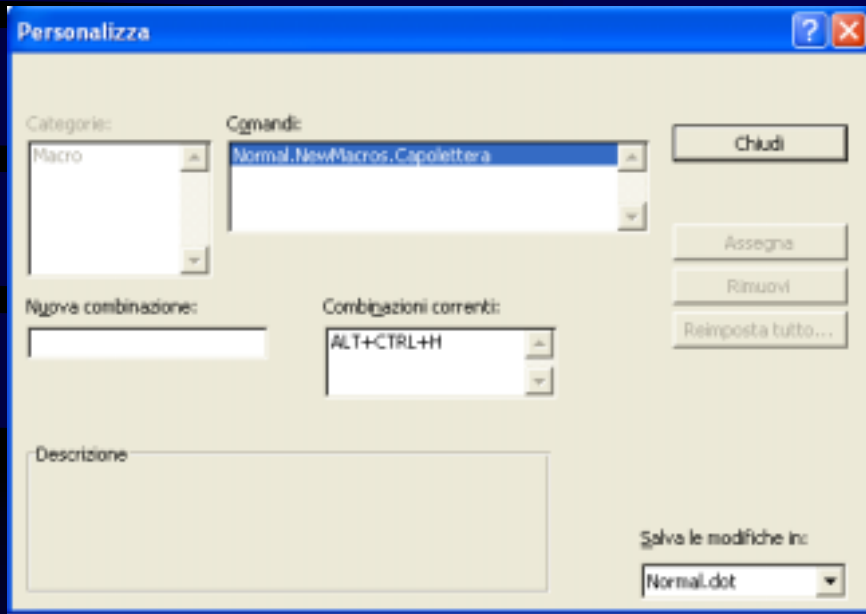 Personalizza
Categorie:
Comandi:
Macro
Normal.NewMacros.Capolettera
Chiudi
Assegna
Rimuovi
Reimposta tutto...
Nuova combinazione:
Combinazioni correnti:
ALT+CTRL+H
Descrizione
Salva le modifiche in:
Normal.dot